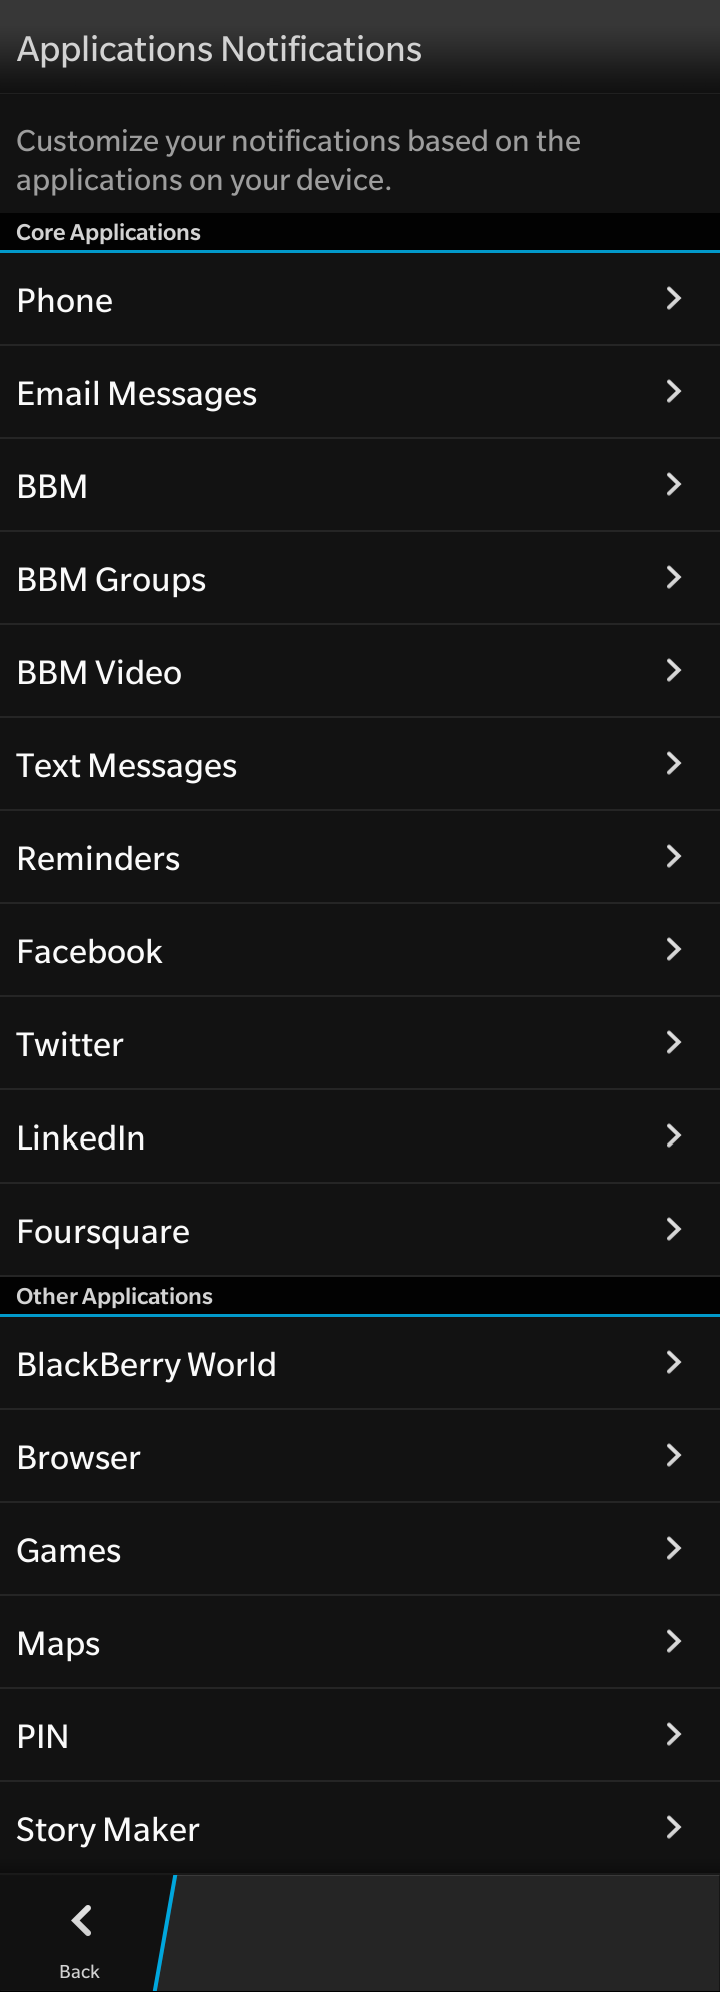 Applications Notifications
Customize your notifications based on the
applications on your device.
Core Applications
Phone
Email Messages
BBM
BBM Groups
BBM Video
Text Messages
Reminders
Facebook
Twitter
LinkedIn
Foursquare
Other Applications
BlackBerry World
Browser
Games
Maps
PIN
Story Maker
Back